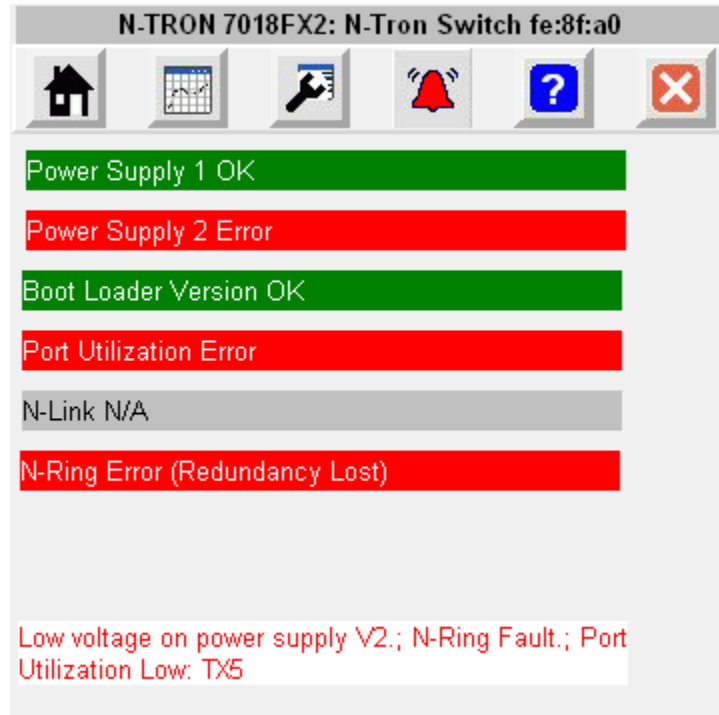 N-TRON 7018FX2: N-Tron Switch fe:8f:a0
?
Power Supply 1 OK
Power Supply 2 Error
Boot Loader Version OK
Port Utilization Error
N-Link N/A
N-Ring Error (Redundancy Lost)
Low voltage on power supply V2.; N-Ring Fault.; Port
Utilization Low: TX5